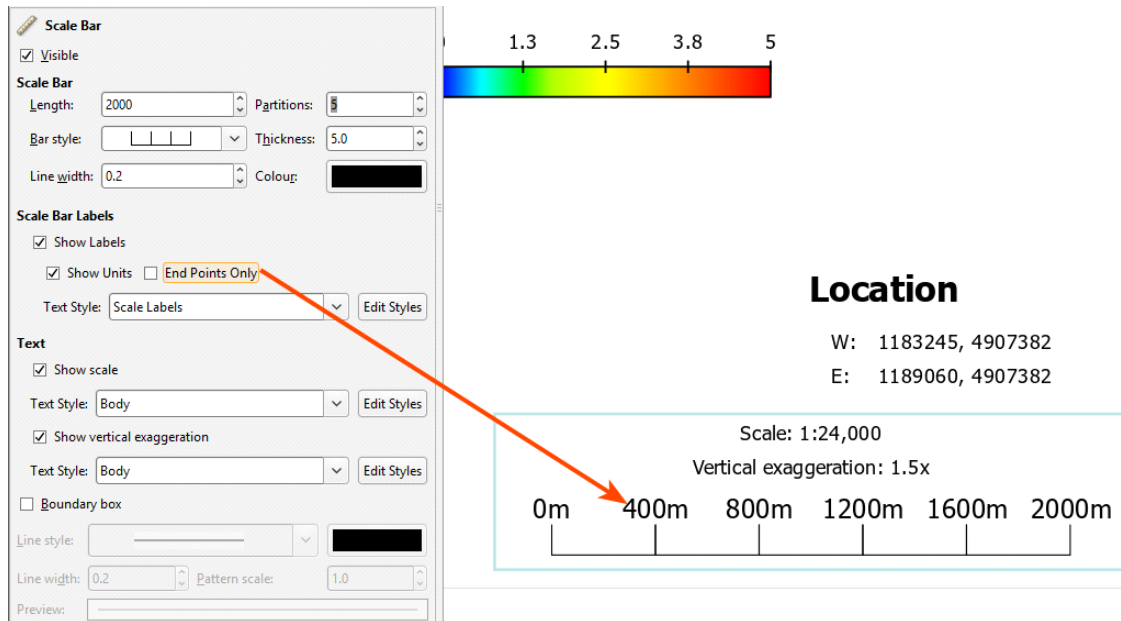 Scale Bar
Visible
Scale Bar
Length: 2000 Partitions: 5
Bar style: Thickness: 5.0
Line width: 0.2 Colour:
Scale Bar Labels
Show Labels
Show Units End Points Only
Text Style: Scale Labels Edit Styles
Text
Show scale
Text Style: Body Edit Styles
Show vertical exaggeration
Text Style: Body Edit Styles
Boundary box
Line style:
Line width: 0.2 Pattern scale: 1.0
Preview:
1.3 2.5 3.8 5
Location
W: 1183245, 4907382
E: 1189060, 4907382
Scale: 1:24,000
Vertical exaggeration: 1.5x
0m 400m 800m 1200m 1600m 2000m